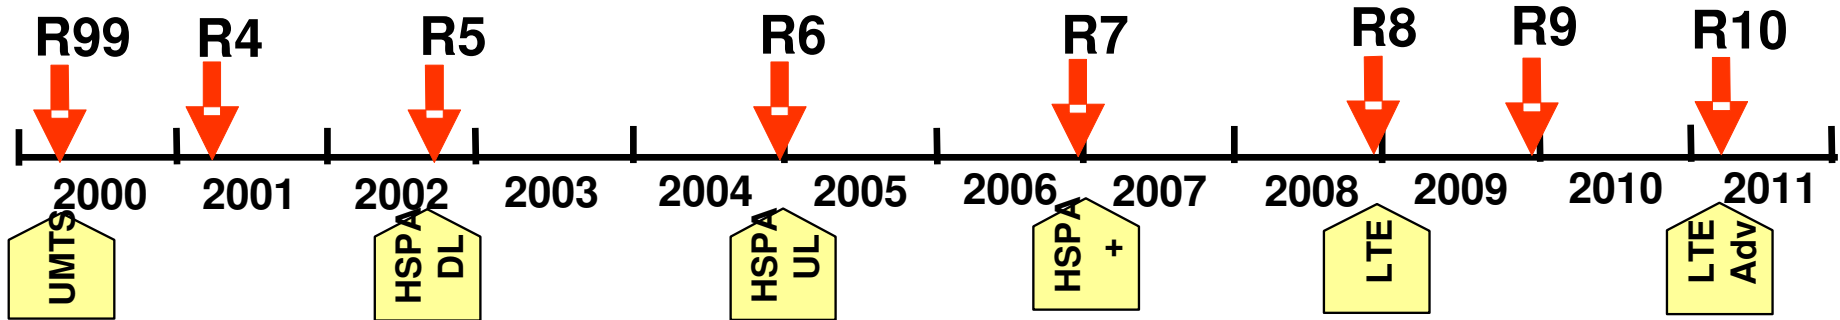 R99 R4 R5 R6 R7 R8 R9 R10
2000 2001 2002 2003 2004 2005 2006 2007 2008 2009 2010 2011
UMTS
HSPA
DL
HSPA
UL
HSPA
+
LTE
LTE
Adv